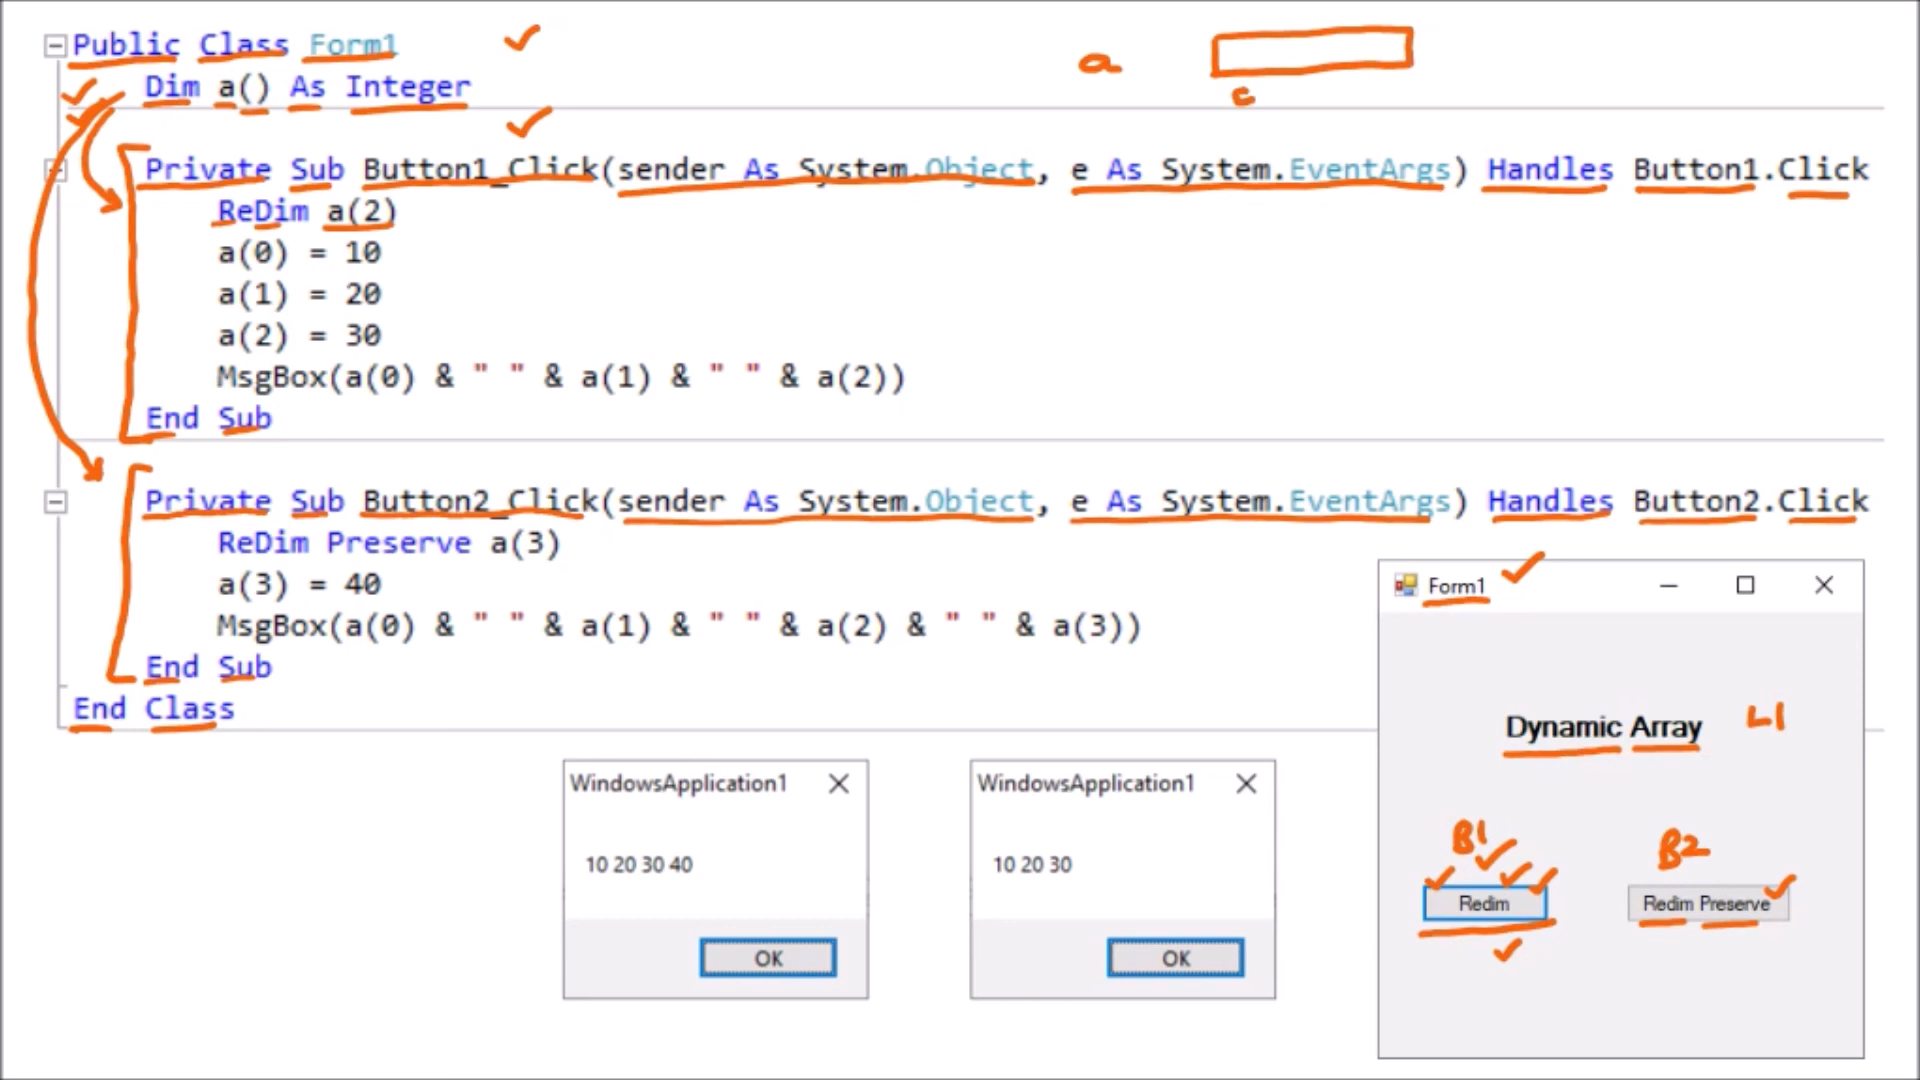 Public Class Form1
Dim a() As Integer
a
Private Sub Button1_Click(sender As System.Object, e As System.EventArgs) Handles Button1.Click
ReDim a(2)
a(0) = 10
a(1) = 20
a(2) = 30
MsgBox(a(0) & " " & a(1) & " " & a(2))
End Sub
Private Sub Button2_Click(sender As System.Object, e As System.EventArgs) Handles Button2.Click
ReDim Preserve a(3)
a(3) = 40
MsgBox(a(0) & " " & a(1) & " " & a(2) & " " & a(3))
End Sub
End Class
WindowsApplication1
10 20 30 40
OK
WindowsApplication1
10 20 30
OK
Form1
Dynamic Array L1
B1 B2
Redim Redim Preserve